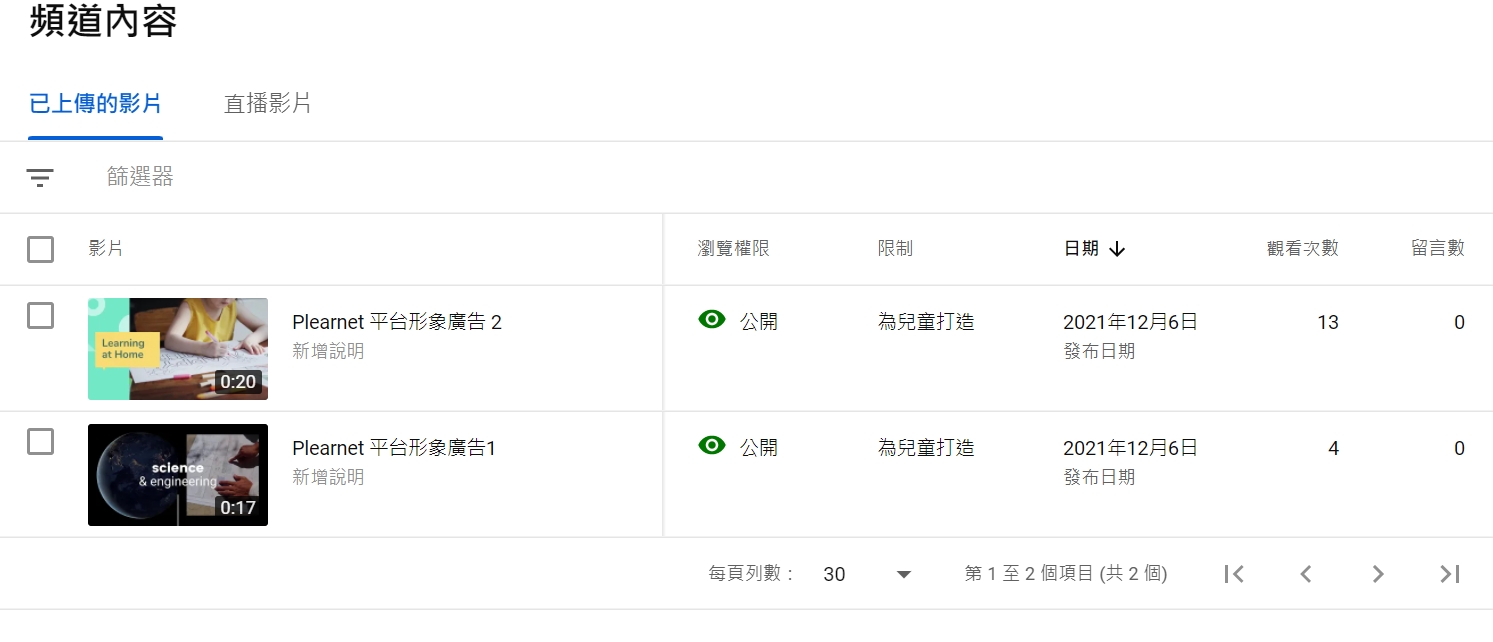 頻道內容
已上傳的影片 直播影片
篩選器
影片 瀏覽權限 限制 日期 觀看次數 留言數
Learning
at Home
0:20
Plearnet 平台形象廣告 2
新增說明
公開 為兒童打造 2021年12月6日 13 0
發布日期
science
& engineering
0:17
Plearnet 平台形象廣告1
新增說明
公開 為兒童打造 2021年12月6日 4 0
發布日期
每頁列數： 30 第 1 至 2 個項目 (共 2 個)